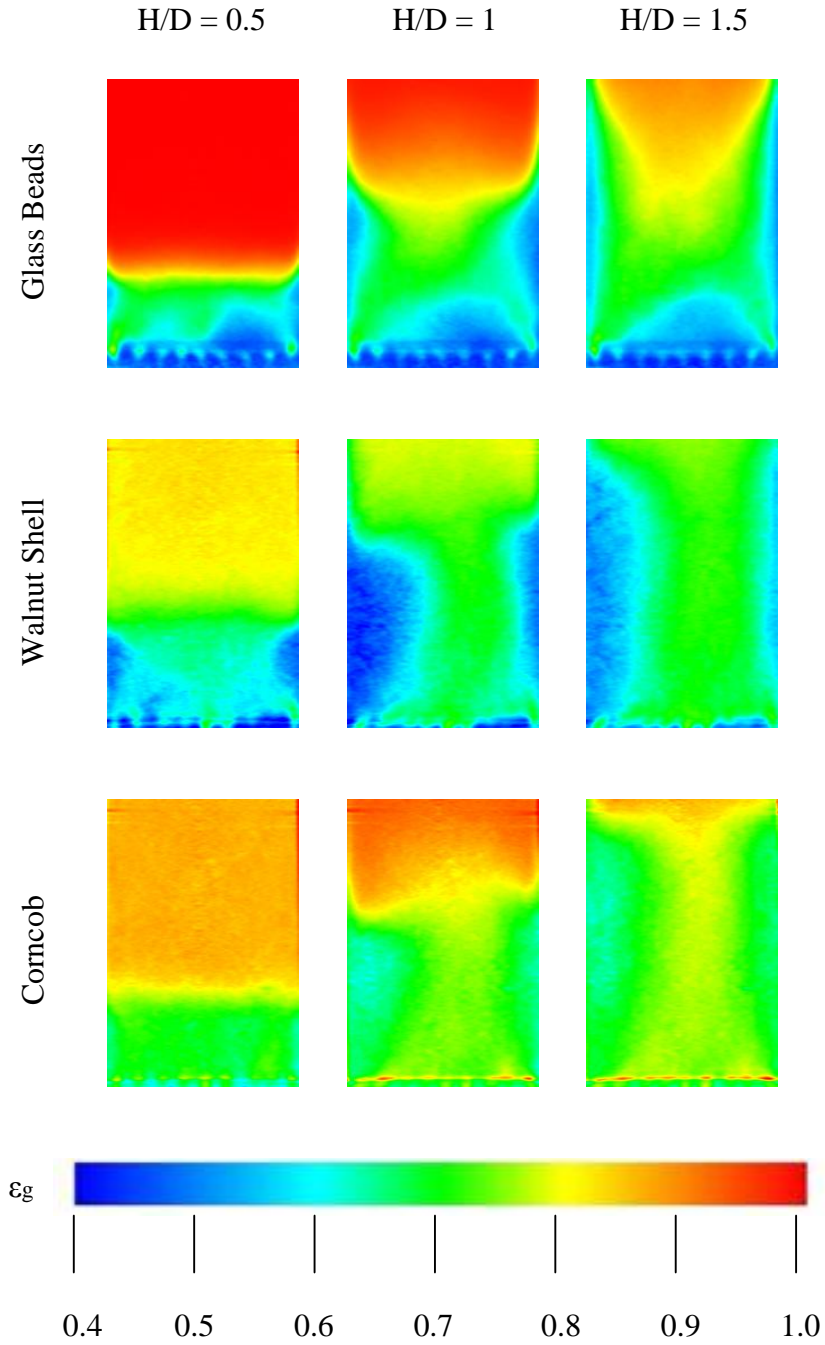 H/D = 0.5 H/D = 1 H/D = 1.5
Glass Beads
Walnut Shell
Corncob
εg
0.4 0.5 0.6 0.7 0.8 0.9 1.0